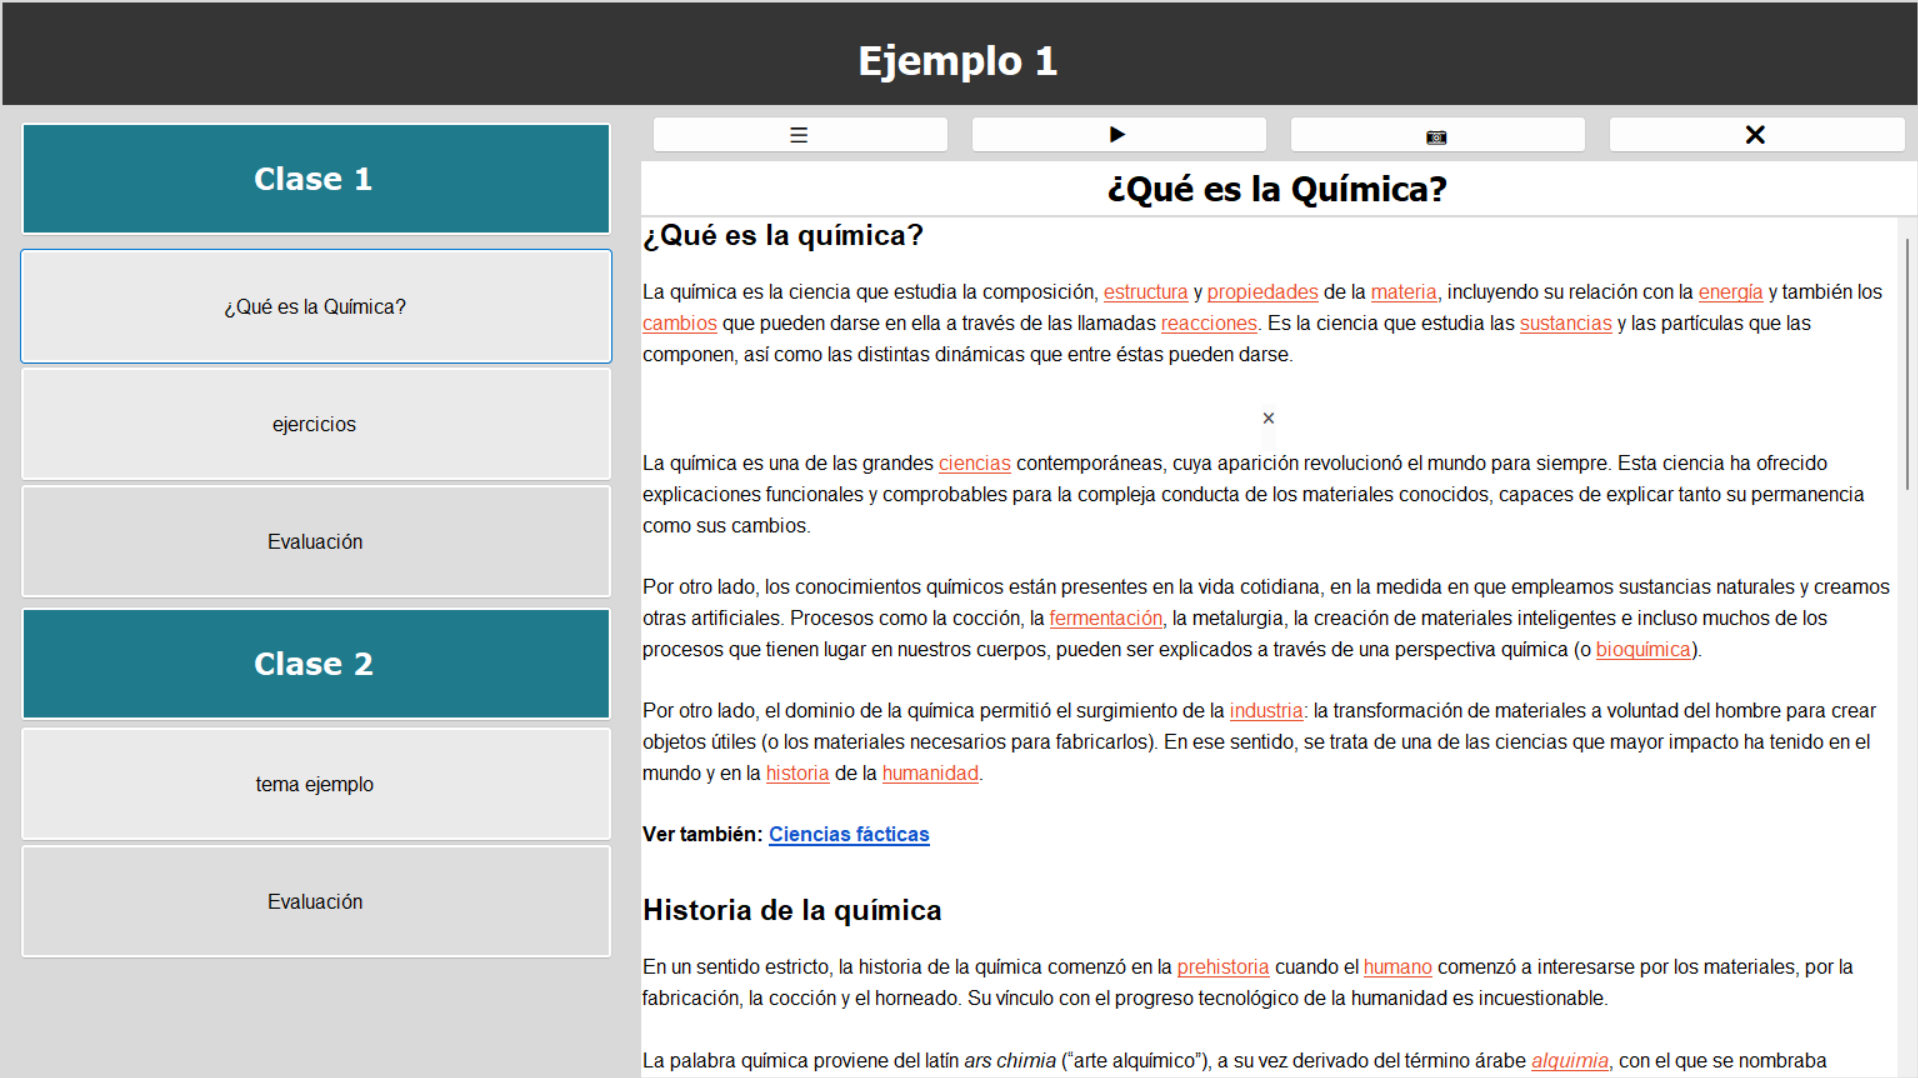 Ejemplo 1
Clase 1
¿Qué es la Química?
ejercicios
Evaluación
Clase 2
tema ejemplo
Evaluación
¿Qué es la Química?
¿Qué es la química?
La química es la ciencia que estudia la composición, estructura y propiedades de la materia, incluyendo su relación con la energía y también los
cambios que pueden darse en ella a través de las llamadas reacciones. Es la ciencia que estudia las sustancias y las partículas que las
componen, así como las distintas dinámicas que entre éstas pueden darse.
La química es una de las grandes ciencias contemporáneas, cuya aparición revolucionó el mundo para siempre. Esta ciencia ha ofrecido
explicaciones funcionales y comprobables para la compleja conducta de los materiales conocidos, capaces de explicar tanto su permanencia
como sus cambios.
Por otro lado, los conocimientos químicos están presentes en la vida cotidiana, en la medida en que empleamos sustancias naturales y creamos
otras artificiales. Procesos como la cocción, la fermentación, la metalurgia, la creación de materiales inteligentes e incluso muchos de los
procesos que tienen lugar en nuestros cuerpos, pueden ser explicados a través de una perspectiva química (o bioquímica).
Por otro lado, el dominio de la química permitió el surgimiento de la industria: la transformación de materiales a voluntad del hombre para crear
objetos útiles (o los materiales necesarios para fabricarlos). En ese sentido, se trata de una de las ciencias que mayor impacto ha tenido en el
mundo y en la historia de la humanidad.
Ver también: Ciencias fácticas
Historia de la química
En un sentido estricto, la historia de la química comenzó en la prehistoria cuando el humano comenzó a interesarse por los materiales, por la
fabricación, la cocción y el horneado. Su vínculo con el progreso tecnológico de la humanidad es incuestionable.
La palabra química proviene del latín ars chimia (“arte alquímico”), a su vez derivado del término árabe alquimia, con el que se nombraba